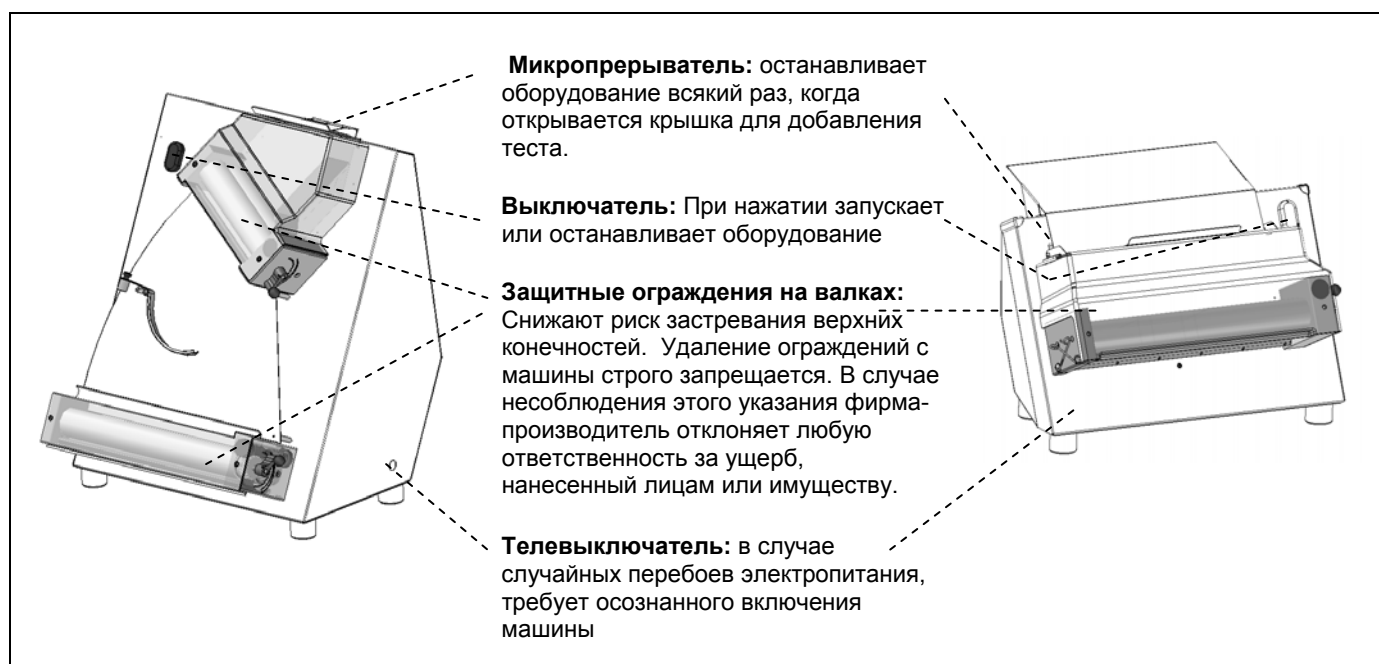 Микропрерыватель: останавливает
оборудование всякий раз, когда
открывается крышка для добавления
теста.
Выключатель: При нажатии запускает
или останавливает оборудование
Защитные ограждения на валках:
Снижают риск застревания верхних
конечностей. Удаление ограждений с
машины строго запрещается. В случае
несоблюдения этого указания фирма-
производитель отклоняет любую
ответственность за ущерб,
нанесенный лицам или имуществу.
Телевыключатель: в случае
случайных перебоев электропитания,
требует осознанного включения
машины